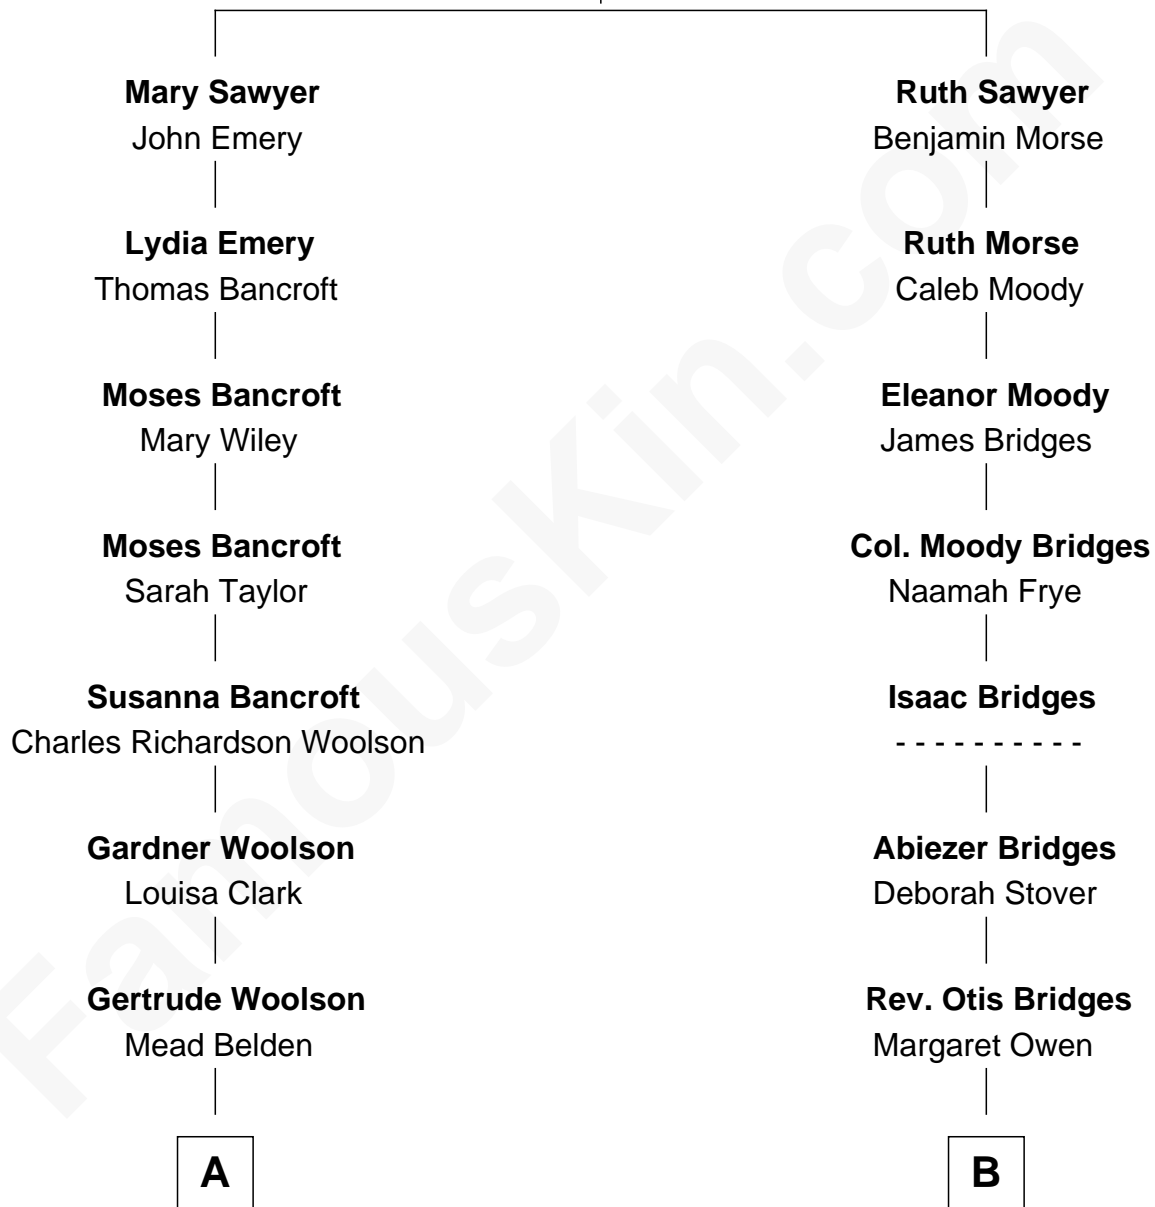 Mary Sawyer
John Emery
Lydia Emery
Thomas Bancroft
Moses Bancroft
Mary Wiley
Moses Bancroft
Sarah Taylor
Susanna Bancroft
Charles Richardson Woolson
Gardner Woolson
Louisa Clark
Gertrude Woolson
Mead Belden
A
Ruth Sawyer
Benjamin Morse
Ruth Morse
Caleb Moody
Eleanor Moody
James Bridges
Col. Moody Bridges
Naamah Frye
Isaac Bridges
- - - - - - - - - -
Abiezer Bridges
Deborah Stover
Rev. Otis Bridges
Margaret Owen
B
FamousKin.com